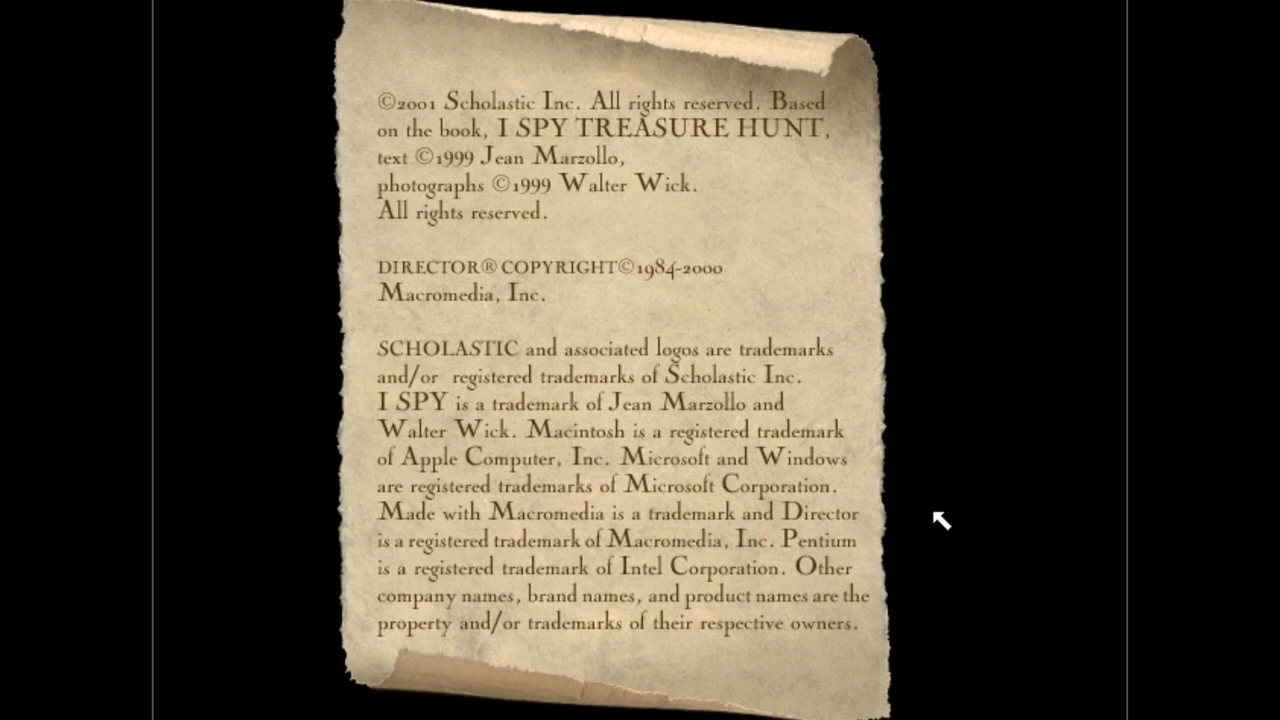 ©2001 Scholastic Inc. All rights reserved. Based
on the book, I SPY TREASURE HUNT,
text ©1999 Jean Marzollo,
photographs ©1999 Walter Wick.
All rights reserved.
DIRECTOR® COPYRIGHT©1984-2000
Macromedia, Inc.
SCHOLASTIC and associated logos are trademarks
and/or registered trademarks of Scholastic Inc.
I SPY is a trademark of Jean Marzollo and
Walter Wick. Macintosh is a registered trademark
of Apple Computer, Inc. Microsoft and Windows
are registered trademarks of Microsoft Corporation.
Made with Macromedia is a trademark and Director
is a registered trademark of Macromedia, Inc. Pentium
is a registered trademark of Intel Corporation. Other
company names, brand names, and product names are the
property and/or trademarks of their respective owners.